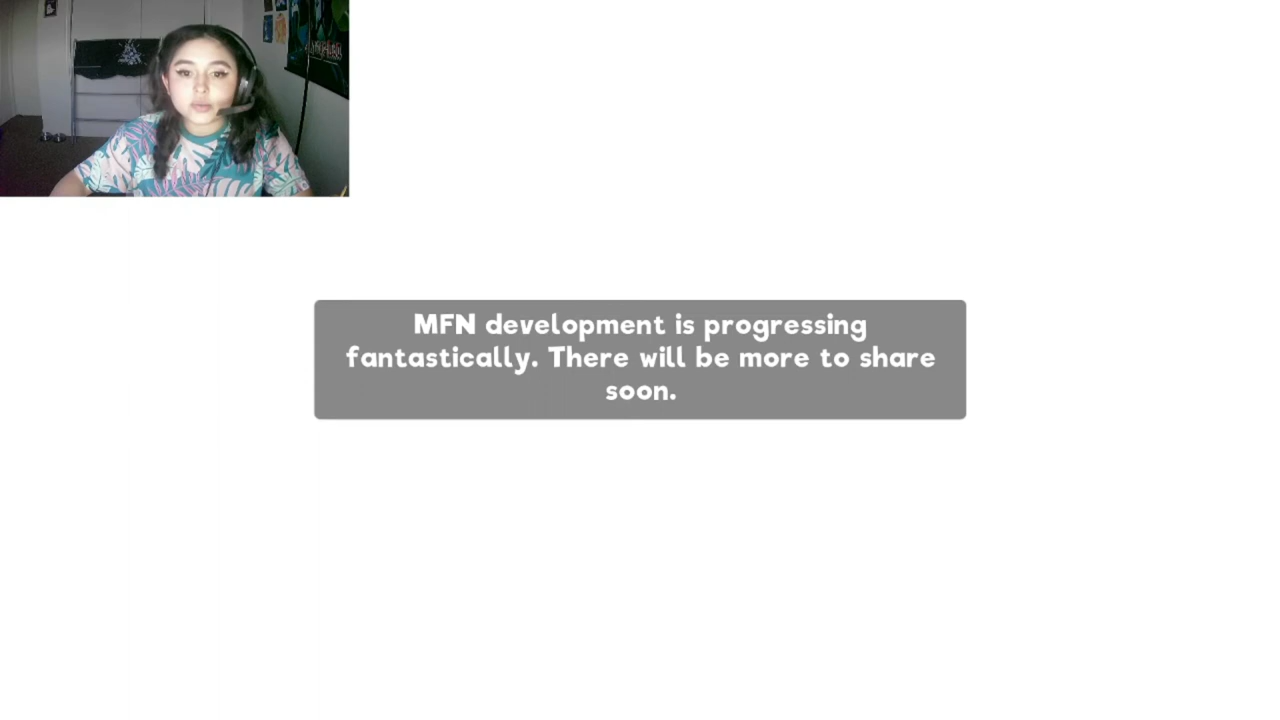 MFN development is progressing
fantastically. There will be more to share
soon.